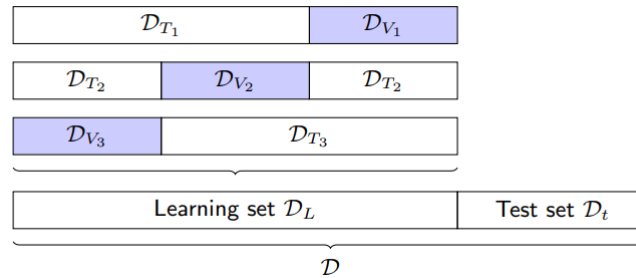 𝒟_{T_1} 𝒟_{V_1}
𝒟_{T_2} 𝒟_{V_2} 𝒟_{T_2}
𝒟_{V_3} 𝒟_{T_3}
Learning set 𝒟_L Test set 𝒟_t
𝒟